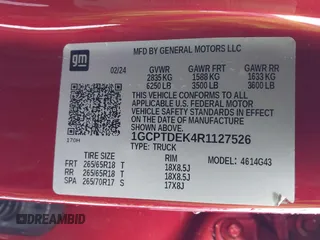 gm
MFD BY GENERAL MOTORS LLC
02/24 GVWR GAWR FRT GAWR RR
2835 KG 1588 KG 1633 KG
6250 LB 3500 LB 3600 LB
THIS VEHICLE CONFORMS TO ALL APPLICABLE
U.S. FEDERAL MOTOR VEHICLE
SAFETY STANDARDS IN EFFECT ON THE DATE OF
MANUFACTURE SHOWN ABOVE.
1GCPTDEK4R1127526
TYPE: TRUCK
TIRE SIZE RIM 4614G43
FRT 265/65R18 T 18X8.5J
RR 265/65R18 T 18X8.5J
SPA 265/70R17 S 17X8J
DREAMBID